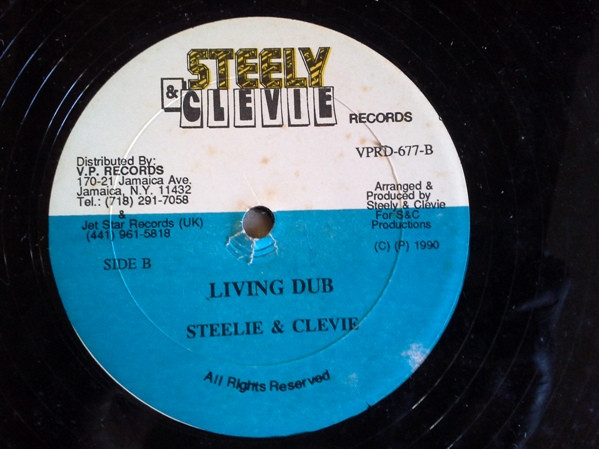 STEELY
& CLEVIE
RECORDS
VPRD-677-B
Distributed By:
V.P. RECORDS
170-21 Jamaica Ave.
Jamaica, N.Y. 11432
Tel.: (718) 291-7058
&
Jet Star Records (UK)
(441) 961-5818
Arranged &
Produced by
Steely & Clevie
For S&C
Productions
(C) (P) 1990
SIDE B
LIVING DUB
STEELIE & CLEVIE
All Rights Reserved